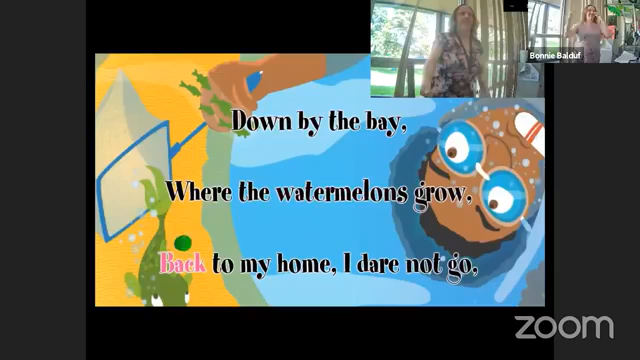 Bonnie Balduf
Down by the bay,
Where the watermelons grow,
Back to my home, I dare not go,
zoom